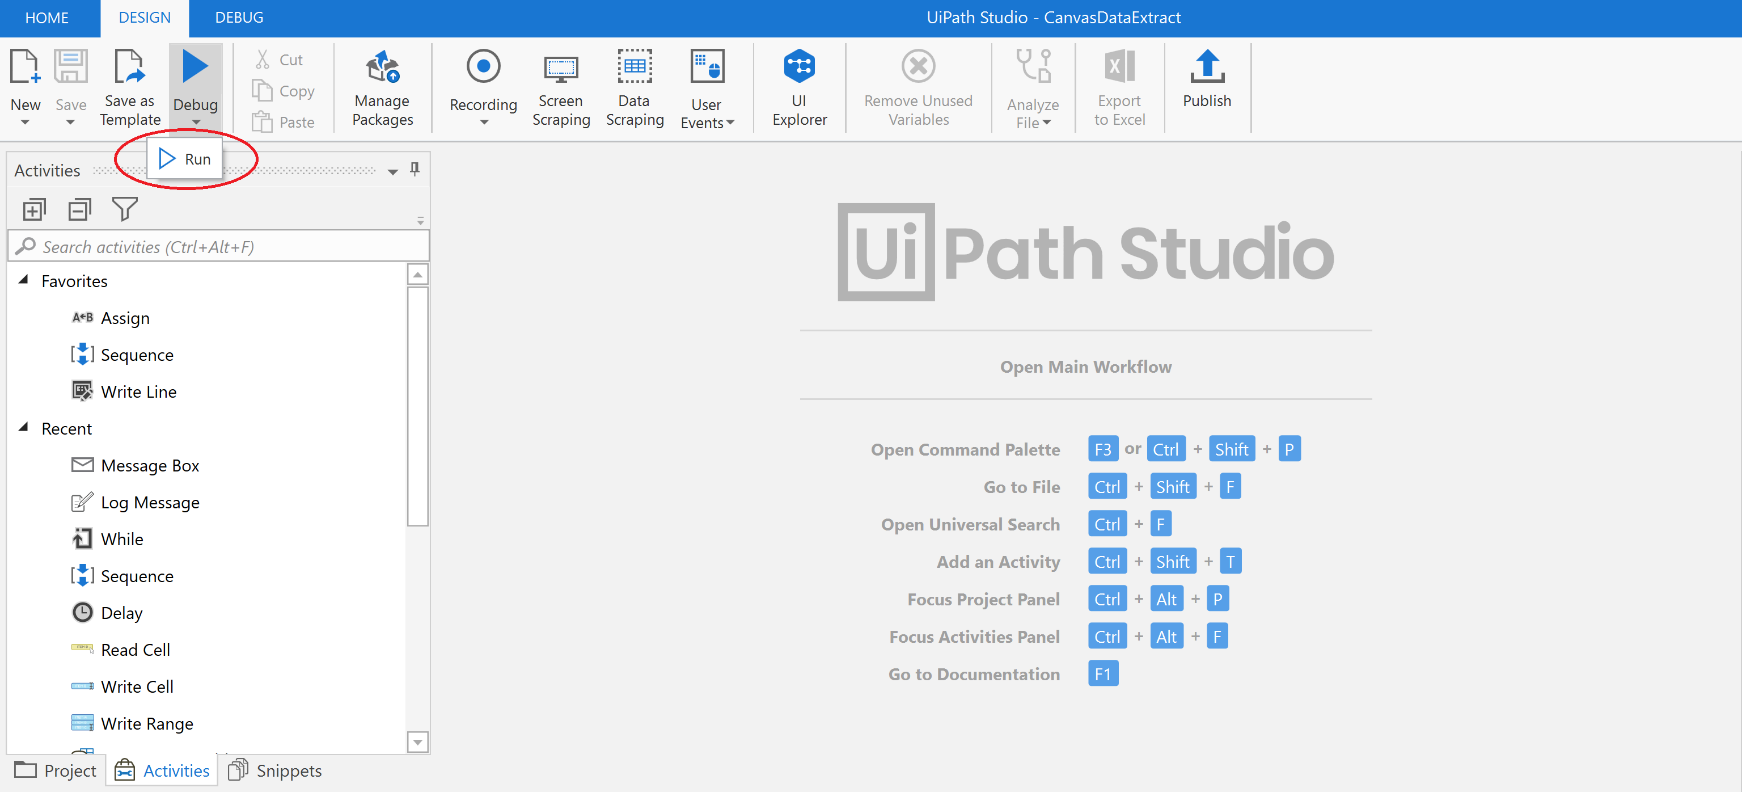 HOME DESIGN DEBUG UiPath Studio - CanvasDataExtract
New
Save
Save as
Template
Debug
Cut
Copy
Paste
Manage
Packages
Recording
Screen
Scraping
Data
Scraping
User
Events
UI
Explorer
Remove Unused
Variables
Analyze
File
Export
to Excel
Publish
Run
Activities
Search activities (Ctrl+Alt+F)
Favorites
Assign
Sequence
Write Line
Recent
Message Box
Log Message
While
Sequence
Delay
Read Cell
Write Cell
Write Range
Project Activities Snippets
Ui Path Studio
Open Main Workflow
Open Command Palette F3 or Ctrl + Shift + P
Go to File Ctrl + Shift + F
Open Universal Search Ctrl + F
Add an Activity Ctrl + Shift + T
Focus Project Panel Ctrl + Alt + P
Focus Activities Panel Ctrl + Alt + F
Go to Documentation F1